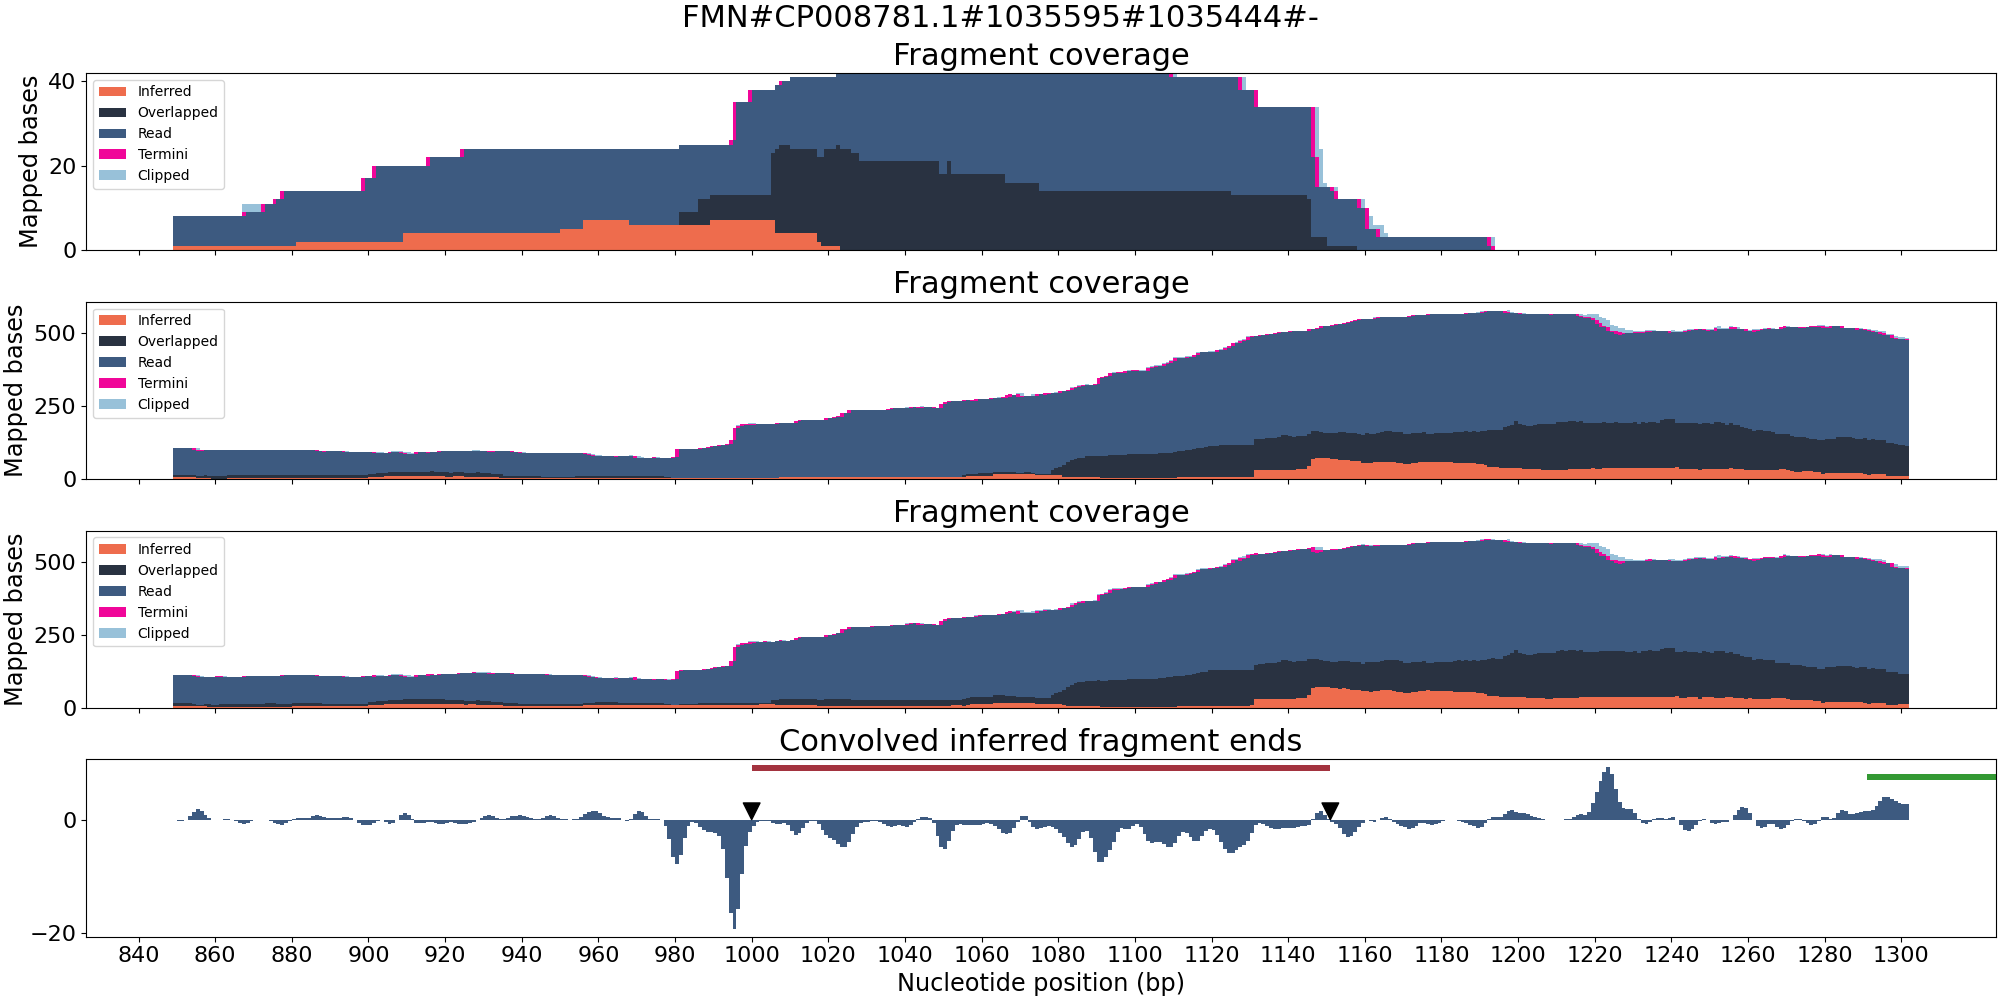 FMN#CP008781.1#1035595#1035444#-
Fragment coverage
Mapped bases
40
20
0
Inferred
Overlapped
Read
Termini
Clipped
Fragment coverage
Mapped bases
500
250
0
Inferred
Overlapped
Read
Termini
Clipped
Fragment coverage
Mapped bases
500
250
0
Inferred
Overlapped
Read
Termini
Clipped
Convolved inferred fragment ends
0
−20
840 860 880 900 920 940 960 980 1000 1020 1040 1060 1080 1100 1120 1140 1160 1180 1200 1220 1240 1260 1280 1300
Nucleotide position (bp)